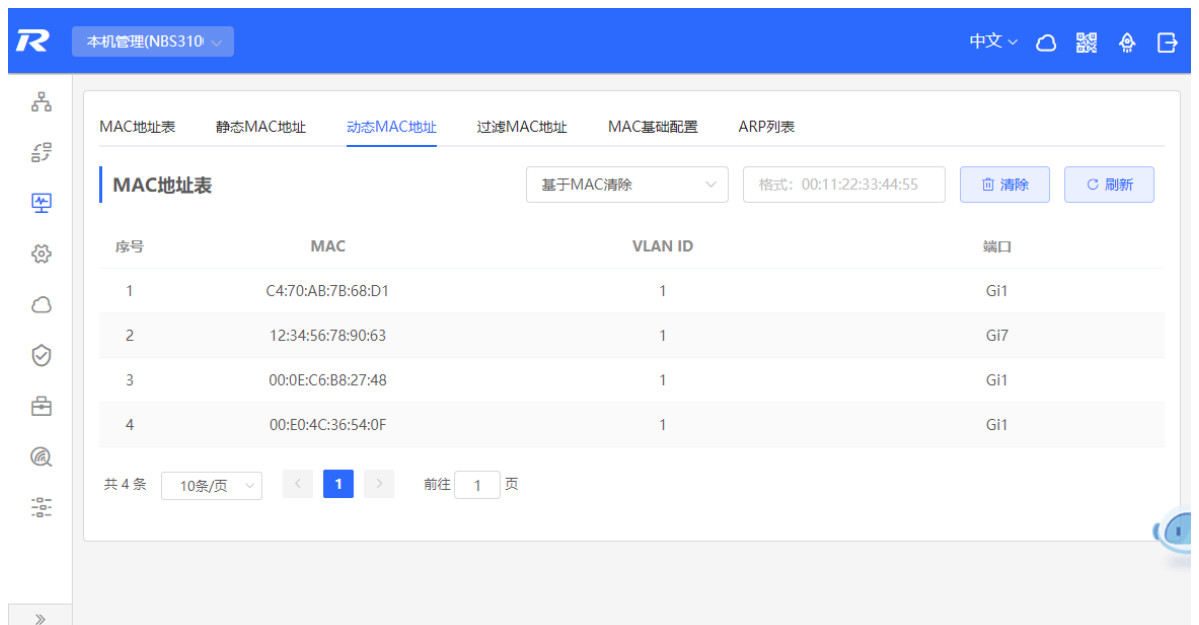 本机管理(NBS310
中文
MAC地址表 静态MAC地址 动态MAC地址 过滤MAC地址 MAC基础配置 ARP列表
MAC地址表 基于MAC清除 格式：00:11:22:33:44:55 清除 刷新
序号 MAC VLAN ID 端口
1 C4:70:AB:7B:68:D1 1 Gi1
2 12:34:56:78:90:63 1 Gi7
3 00:0E:C6:B8:27:48 1 Gi1
4 00:E0:4C:36:54:0F 1 Gi1
共 4 条 10条/页 1 前往 1 页